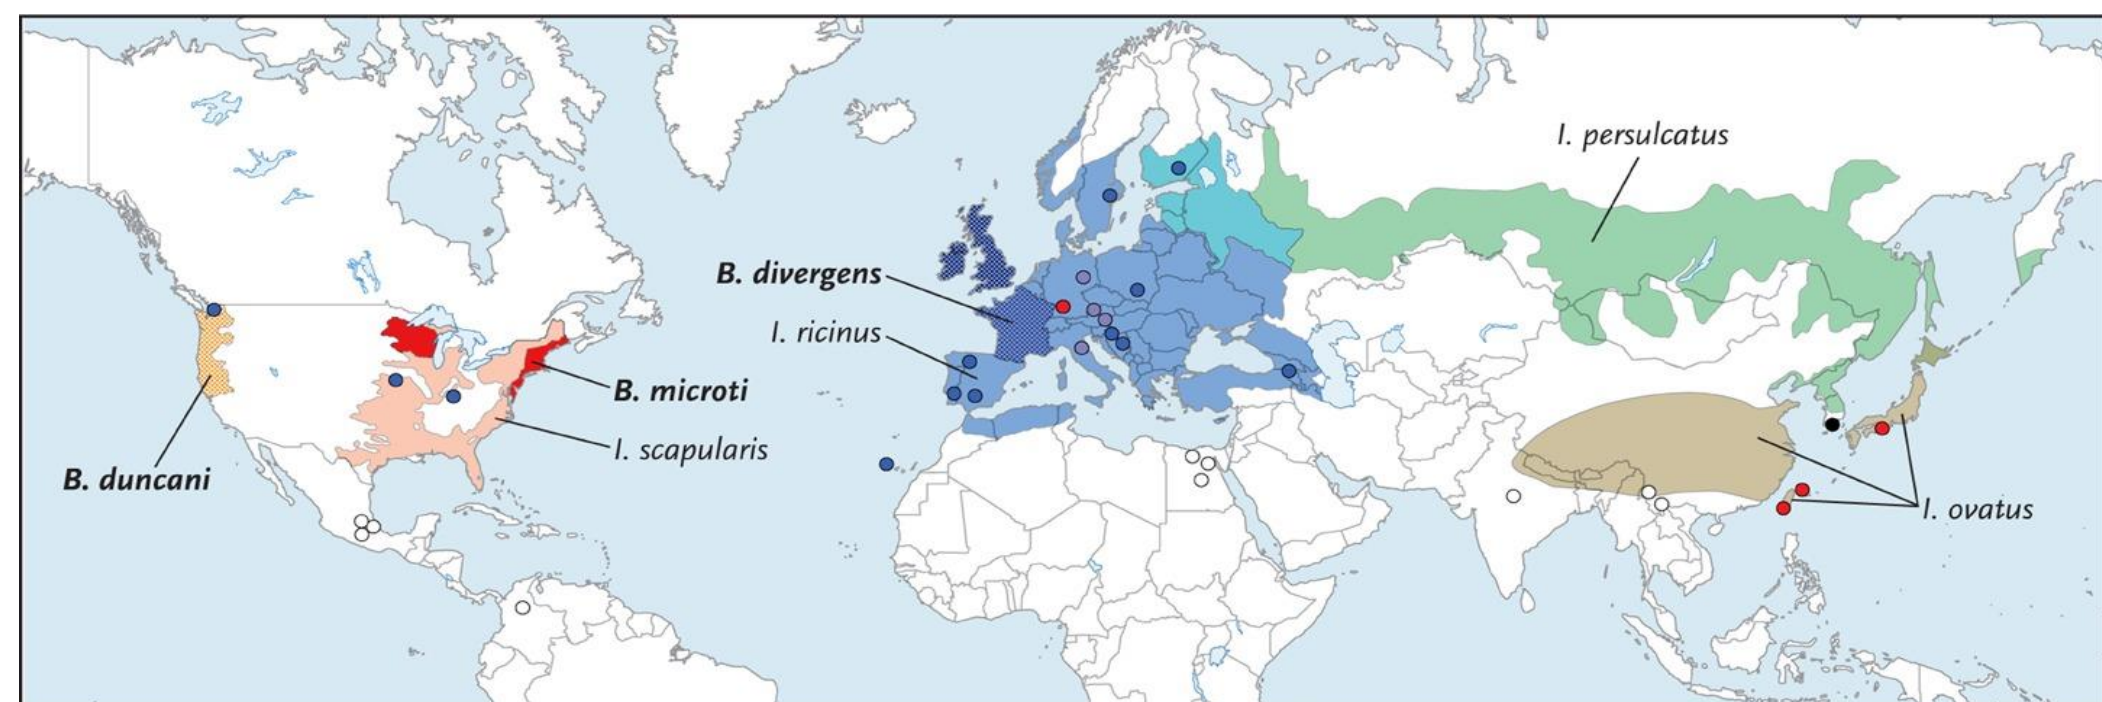 I. persulcatus
B. divergens
I. ricinus
B. microti
I. scapularis
B. duncani
I. ovatus